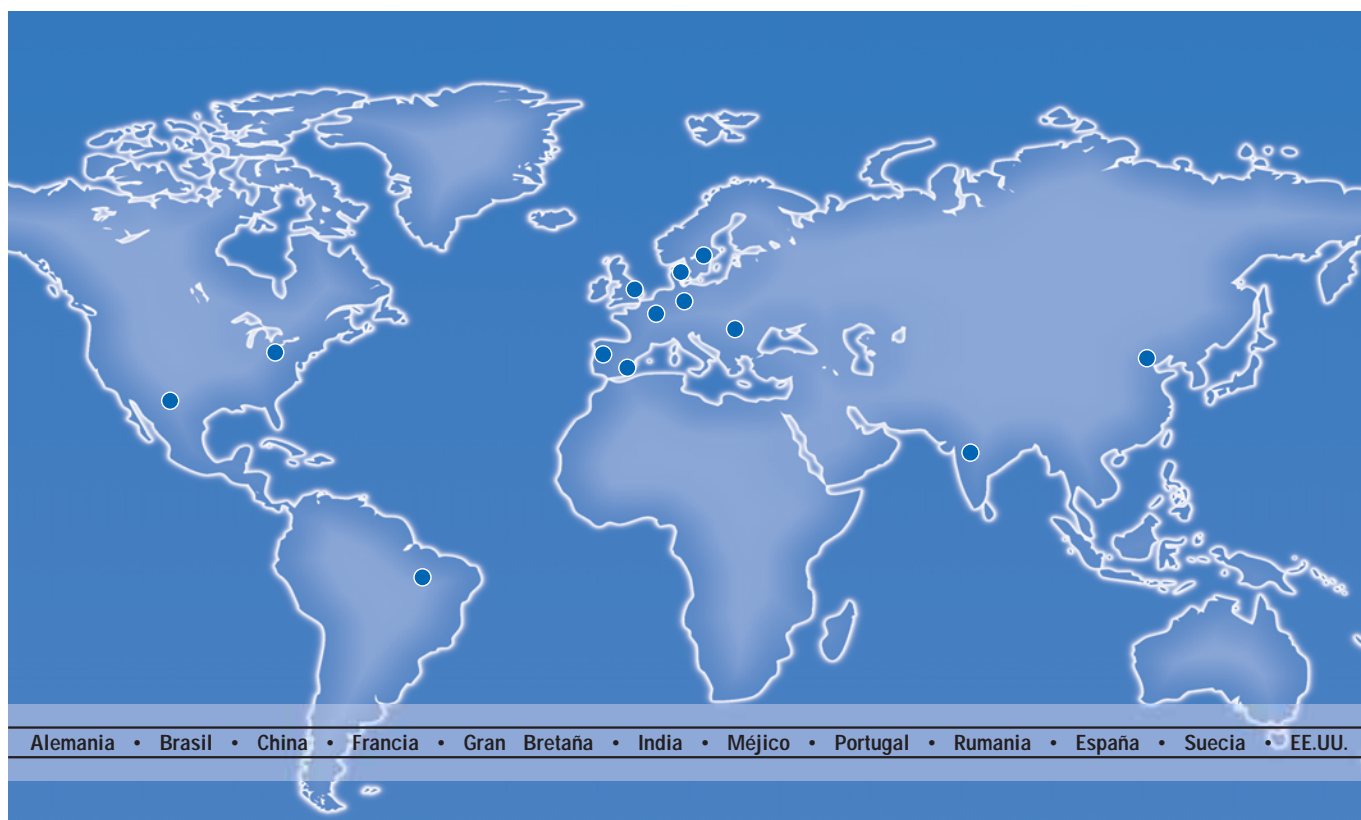 Alemania • Brasil • China • Francia • Gran Bretaña • India • Méjico • Portugal • Rumania • España • Suecia • EE.UU.